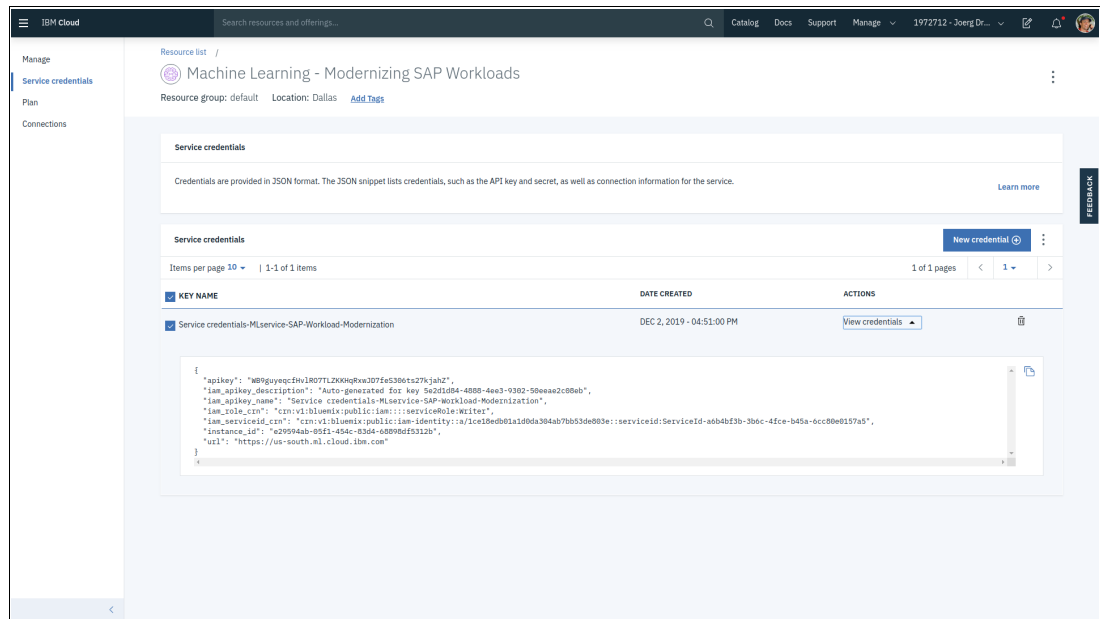 IBM Cloud
Search resources and offerings...
Catalog
Docs
Support
Manage
1972712 - Joerg Dr...
Manage
Service credentials
Plan
Connections
Resource list /
Machine Learning - Modernizing SAP Workloads
Resource group: default Location: Dallas Add Tags
Service credentials
Credentials are provided in JSON format. The JSON snippet lists credentials, such as the API key and secret, as well as connection information for the service.
Learn more
FEEDBACK
Service credentials
New credential
Items per page 10 | 1-1 of 1 items
1 of 1 pages
1
KEY NAME DATE CREATED ACTIONS
Service credentials-MLservice-SAP-Workload-Modernization DEC 2, 2019 - 04:51:00 PM View credentials
{
"apikey": "WB9guyeqcfHvlRO7TLZKKHqRxwJD7feS306ts27kjahZ",
"iam_apikey_description": "Auto-generated for key 5e2d1d84-4888-4ee3-9302-50eeae2c08eb",
"iam_apikey_name": "Service credentials-MLservice-SAP-Workload-Modernization",
"iam_role_crn": "crn:v1:bluemix:public:iam::::serviceRole:Writer",
"iam_serviceid_crn": "crn:v1:bluemix:public:iam-identity::a/1ce18edb01a1d0da304ab7bb53de803e::serviceid:ServiceId-a6b4bf3b-3b6c-4fce-b45a-6cc80e0157a5",
"instance_id": "e29594ab-05f1-454c-83d4-68898df5312b",
"url": "https://us-south.ml.cloud.ibm.com"
}